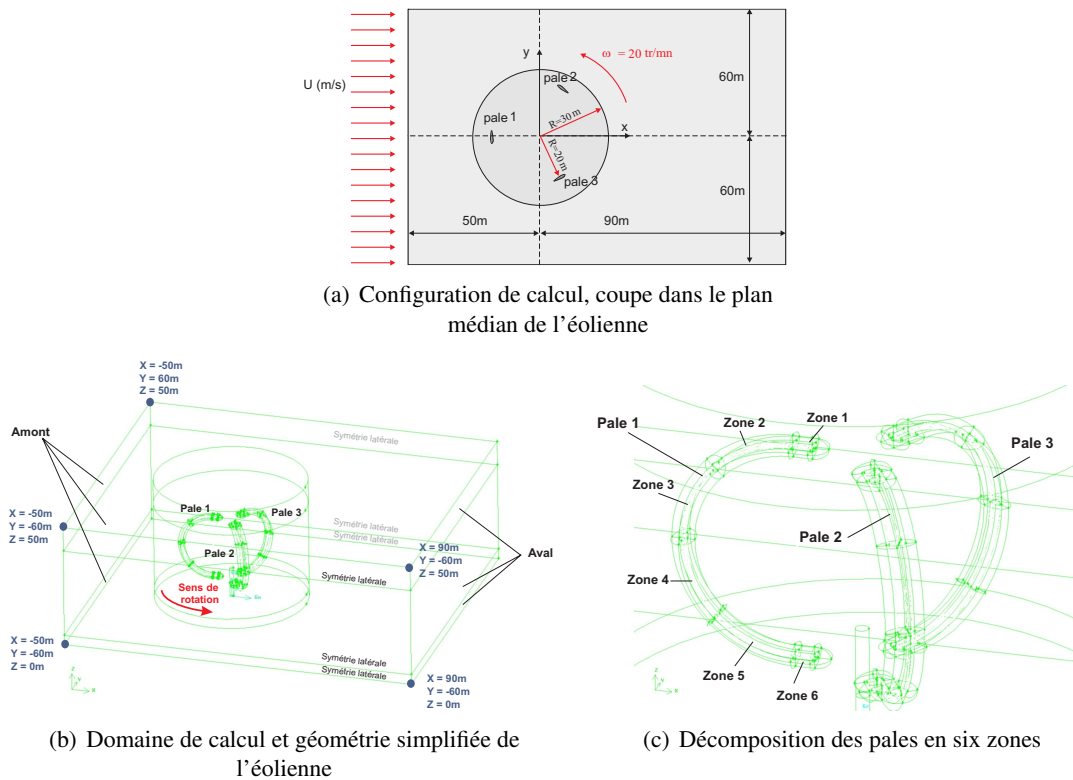 U (m/s)
y
ω = 20 tr/mn
pale 2
pale 1
R=30 m
x
R=20 m
pale 3
60m
60m
50m
90m
(a) Configuration de calcul, coupe dans le plan
médian de l'éolienne
X = -50m
Y = 60m
Z = 50m
Amont
Symétrie latérale
X = -50m
Y = -60m
Z = 50m
Pale 1
Pale 3
Pale 2
Symétrie latérale
Symétrie latérale
Aval
X = 90m
Y = -60m
Z = 50m
Symétrie latérale
Sens de
rotation
X = -50m
Y = -60m
Z = 0m
Symétrie latérale
Symétrie latérale
X = 90m
Y = -60m
Z = 0m
Z
Y
X
(b) Domaine de calcul et géométrie simplifiée de
l'éolienne
Pale 1
Zone 2
Zone 1
Pale 3
Zone 3
Pale 2
Zone 4
Zone 5
Zone 6
Z
Y
X
(c) Décomposition des pales en six zones